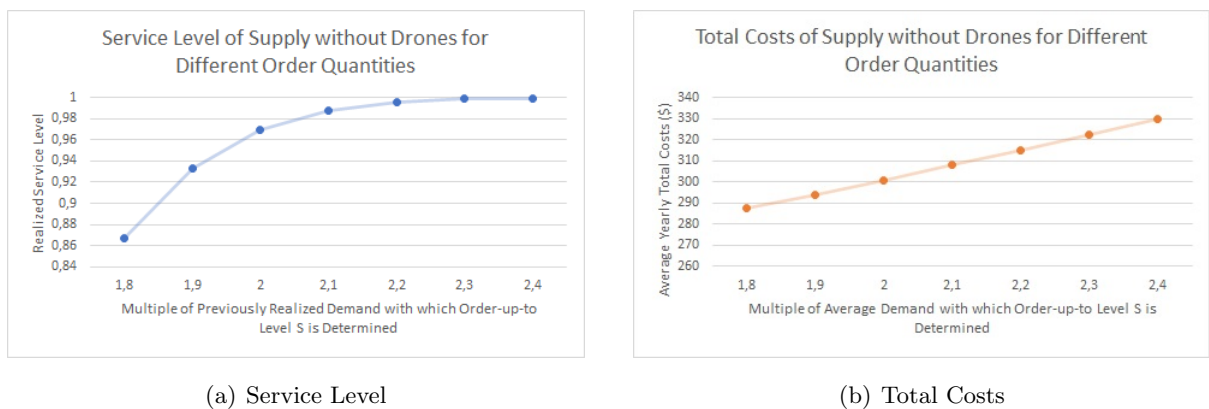 Service Level of Supply without Drones for
Different Order Quantities
Realized Service Level
1
0,98
0,96
0,94
0,92
0,9
0,88
0,86
0,84
1,8
1,9
2
2,1
2,2
2,3
2,4
Multiple of Previously Realized Demand with which Order-up-to
Level S is Determined
(a) Service Level
Total Costs of Supply without Drones for Different
Order Quantities
Average Yearly Total Costs ($)
340
330
320
310
300
290
280
270
260
1,8
1,9
2
2,1
2,2
2,3
2,4
Multiple of Average Demand with which Order-up-to Level S is
Determined
(b) Total Costs